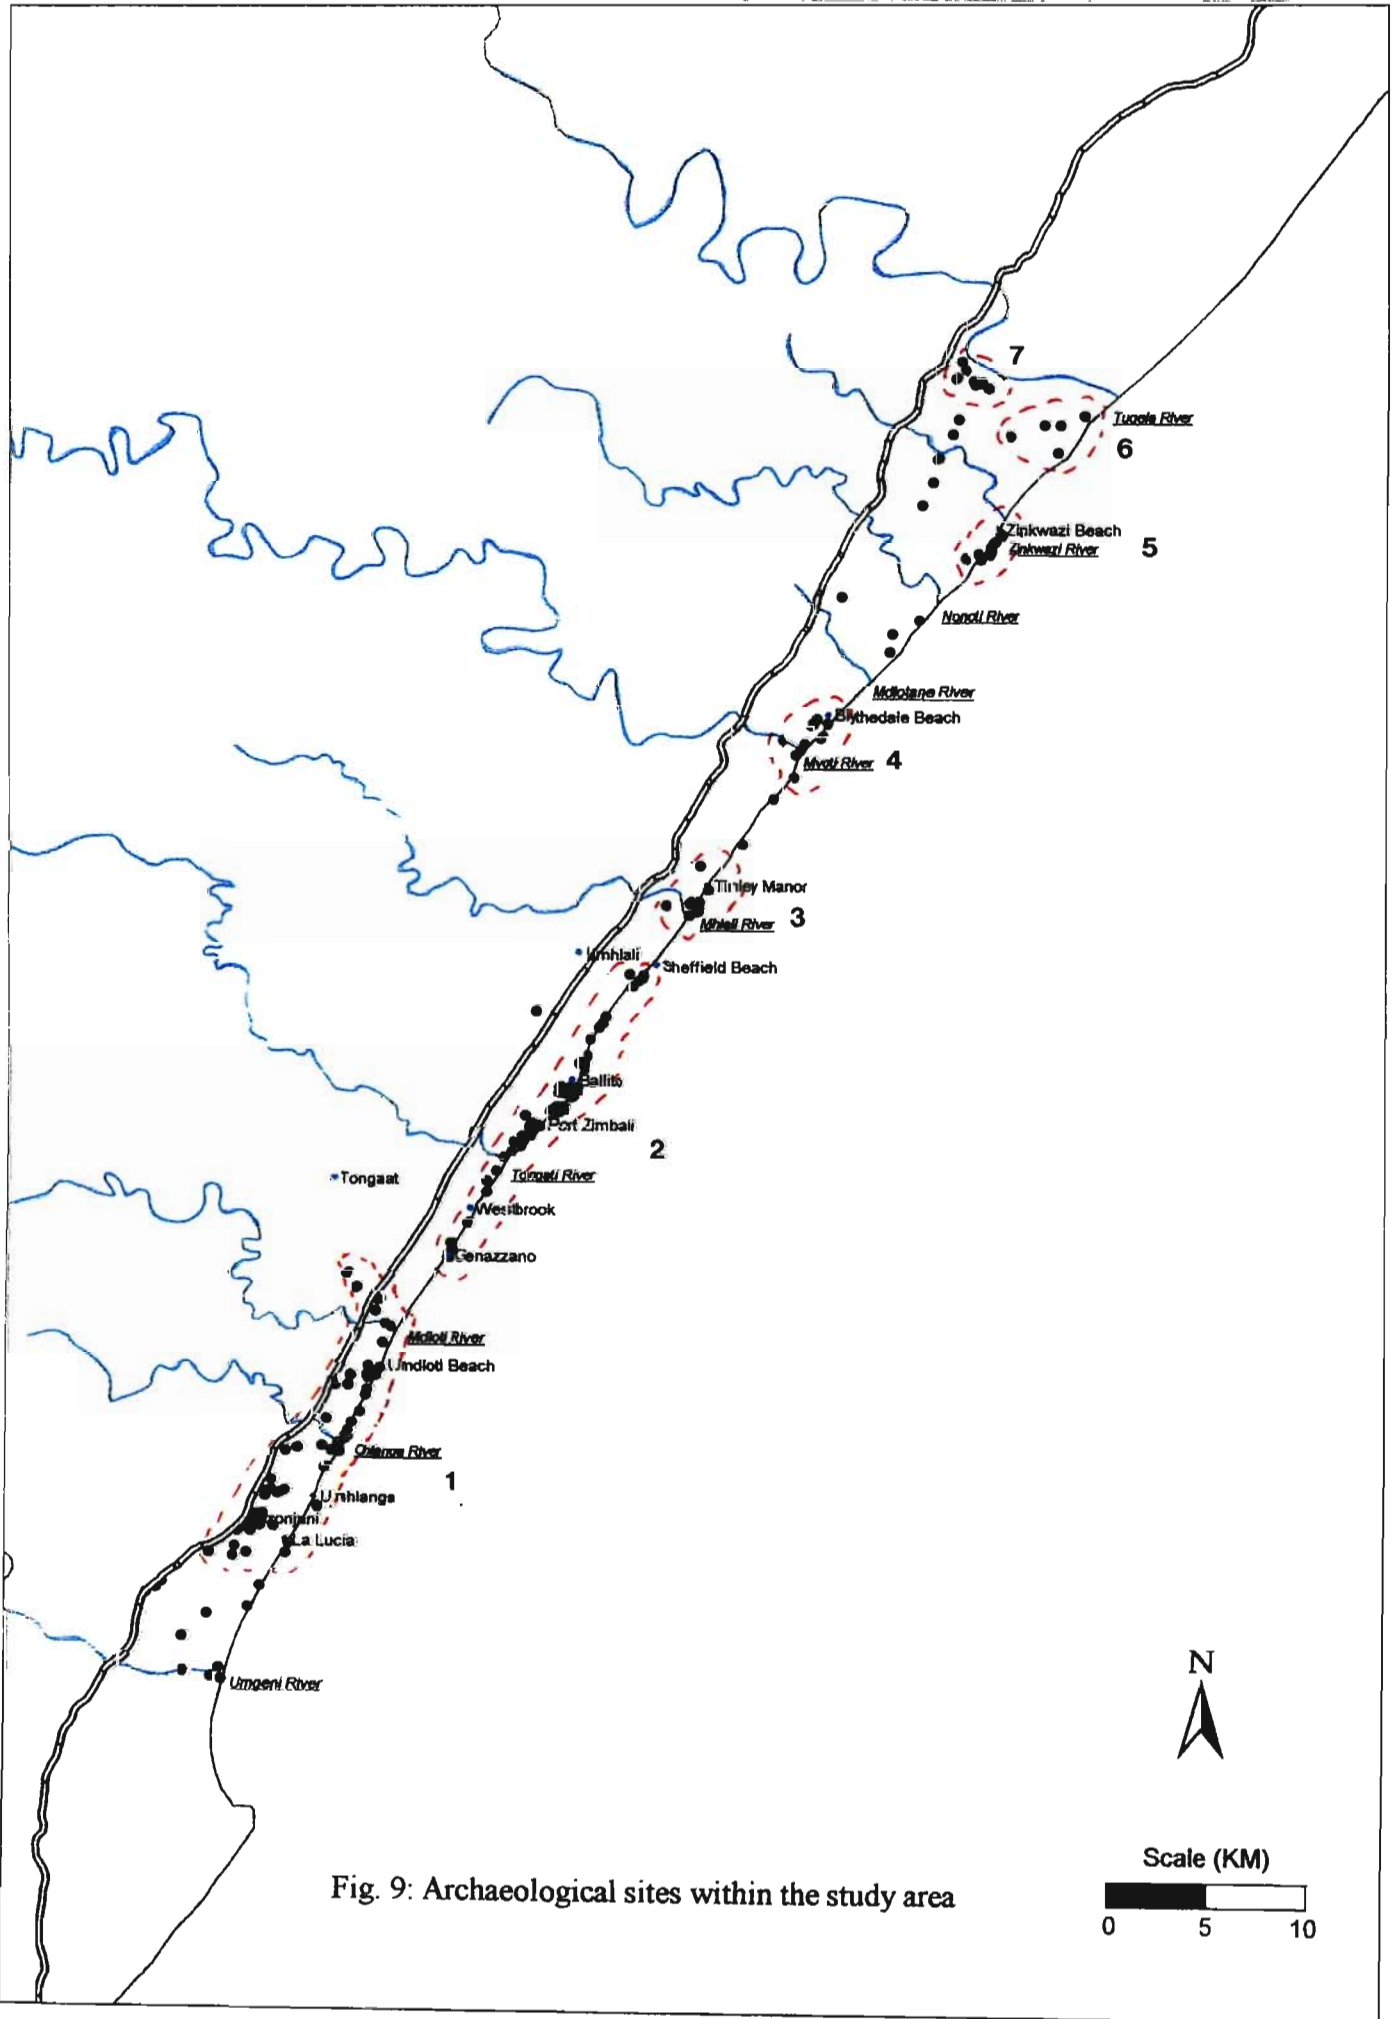 7
Tugela River
6
Zinkwazi Beach
Zinkwazi River
5
Nonoti River
Mdlotane River
Blythedale Beach
Mvoti River
4
Tinley Manor
3
Mhlali River
Umhlali
Sheffield Beach
Ballito
Port Zimbali
2
Tongati River
Tongaat
Westbrook
Genazzano
Mdloti River
Umdloti Beach
Ohlanga River
1
Umhlanga
La Lucia
Umgeni River
N
Scale (KM)
0 5 10
Fig. 9: Archaeological sites within the study area